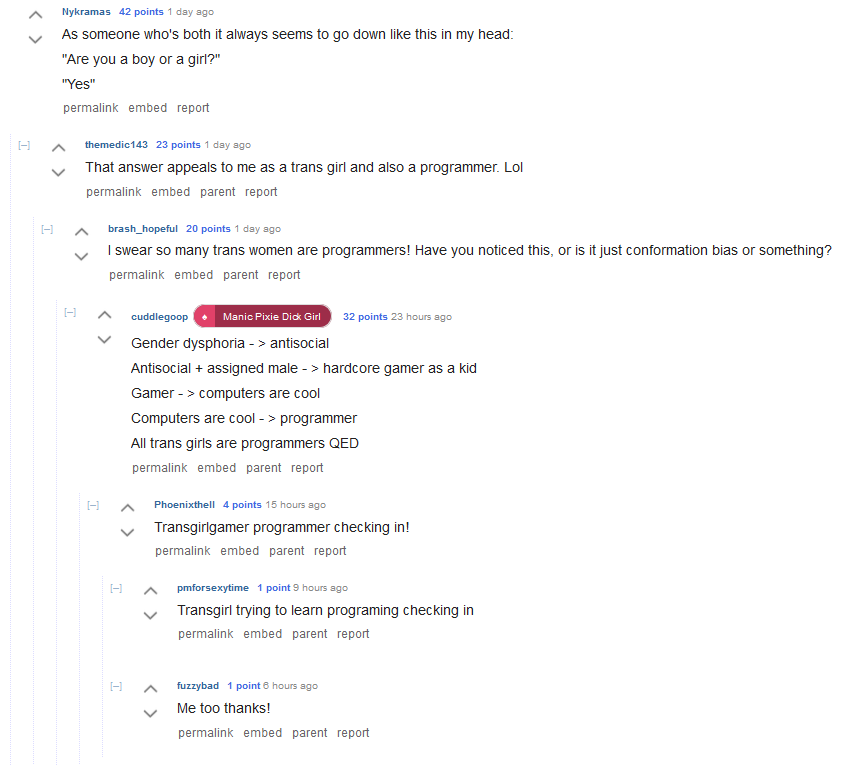 Nykramas 42 points 1 day ago
As someone who's both it always seems to go down like this in my head:
"Are you a boy or a girl?"
"Yes"
permalink embed report
[–] themedic143 23 points 1 day ago
That answer appeals to me as a trans girl and also a programmer. Lol
permalink embed parent report
[–] brash_hopeful 20 points 1 day ago
I swear so many trans women are programmers! Have you noticed this, or is it just conformation bias or something?
permalink embed parent report
[–] cuddlegoop ♠ Manic Pixie Dick Girl 32 points 23 hours ago
Gender dysphoria - > antisocial
Antisocial + assigned male - > hardcore gamer as a kid
Gamer - > computers are cool
Computers are cool - > programmer
All trans girls are programmers QED
permalink embed parent report
[–] Phoenixthell 4 points 15 hours ago
Transgirlgamer programmer checking in!
permalink embed parent report
[–] pmforsexytime 1 point 9 hours ago
Transgirl trying to learn programing checking in
permalink embed parent report
[–] fuzzybad 1 point 6 hours ago
Me too thanks!
permalink embed parent report